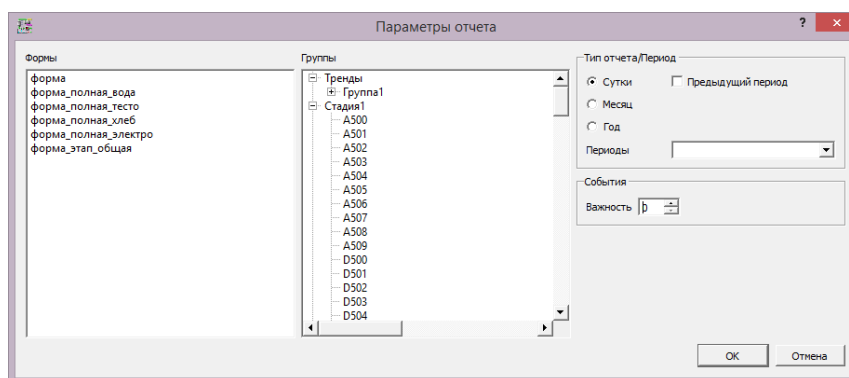 Параметры отчета
?
×
Формы
форма
форма_полная_вода
форма_полная_тесто
форма_полная_хлеб
форма_полная_электро
форма_этап_общая
Группы
Тренды
Группа1
Стадия1
A500
A501
A502
A503
A504
A505
A506
A507
A508
A509
D500
D501
D502
D503
D504
Тип отчета/Период
Сутки
Предыдущий период
Месяц
Год
Периоды
События
Важность 0
OK
Отмена